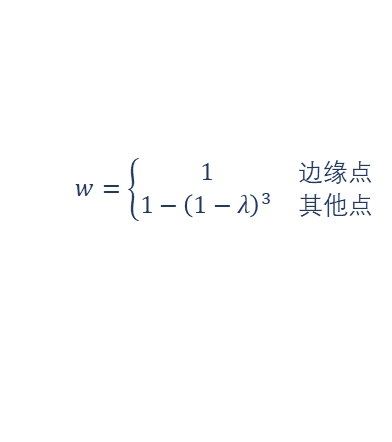 w = { 1 边缘点
1 − (1 − λ)³ 其他点